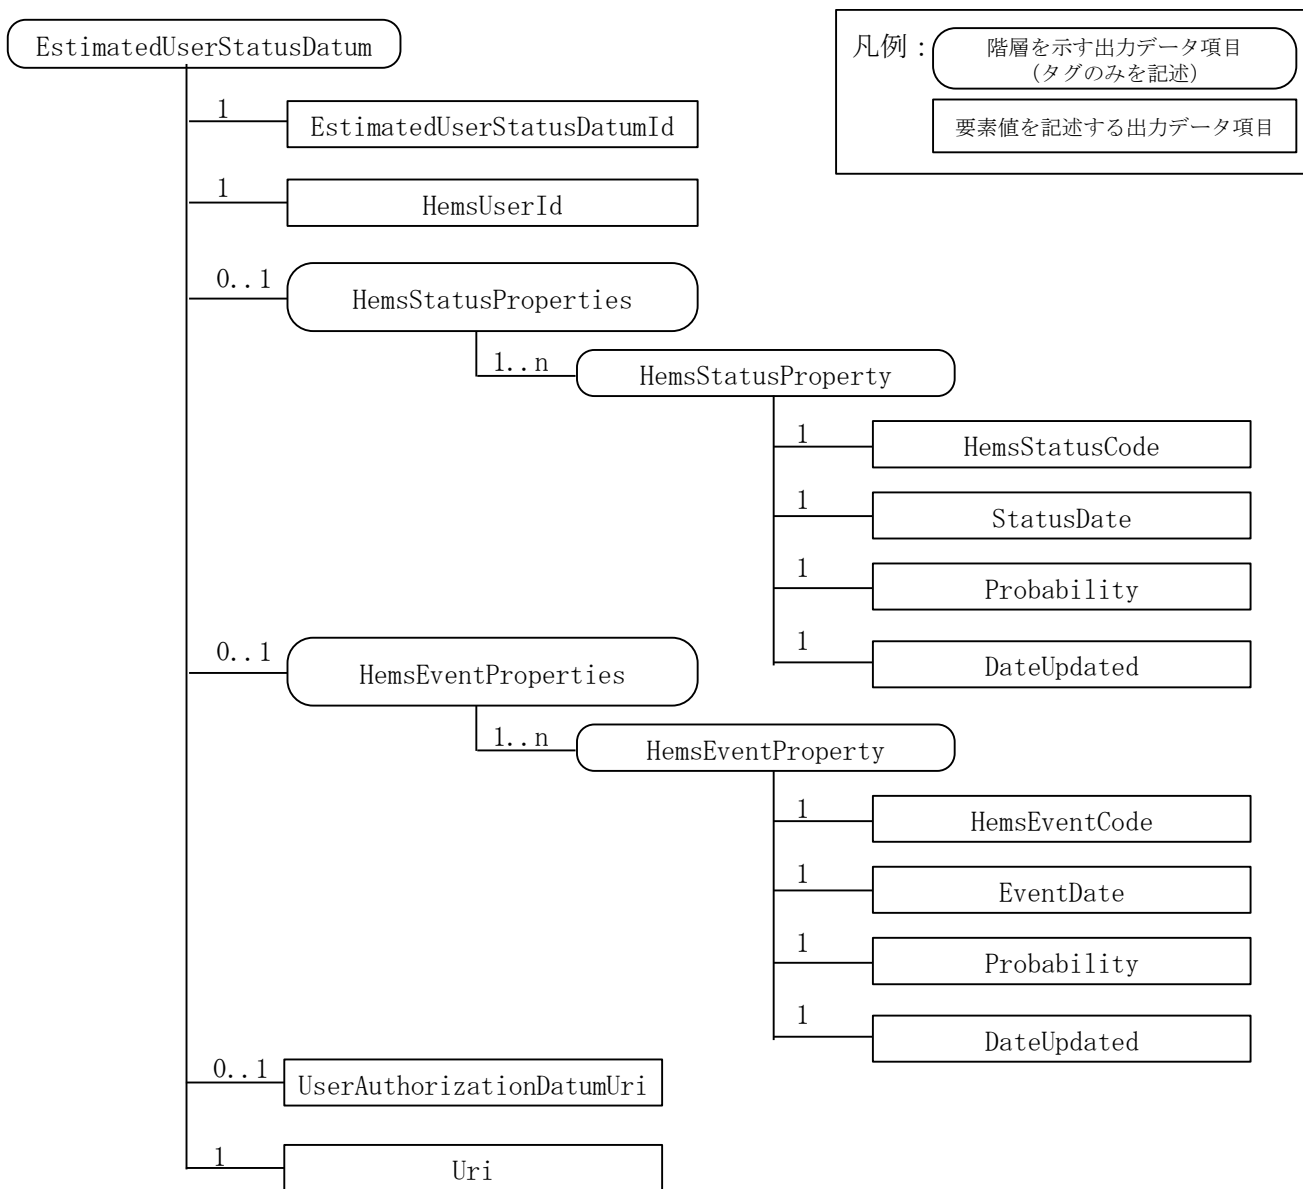 EstimatedUserStatusDatum
凡例：
階層を示す出力データ項目
（タグのみを記述）
要素値を記述する出力データ項目
1
EstimatedUserStatusDatumId
1
HemsUserId
0..1
HemsStatusProperties
1..n
HemsStatusProperty
1
HemsStatusCode
1
StatusDate
1
Probability
1
DateUpdated
0..1
HemsEventProperties
1..n
HemsEventProperty
1
HemsEventCode
1
EventDate
1
Probability
1
DateUpdated
0..1
UserAuthorizationDatumUri
1
Uri